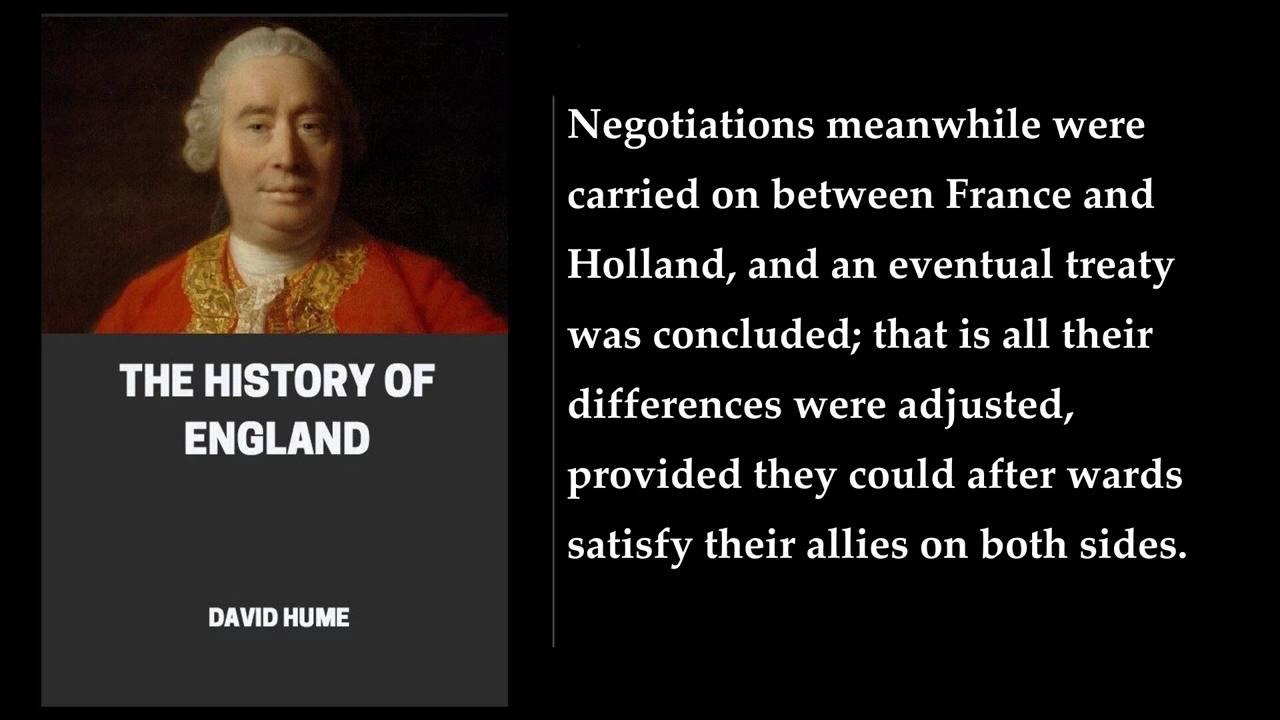 THE HISTORY OF
ENGLAND
DAVID HUME
Negotiations meanwhile were
carried on between France and
Holland, and an eventual treaty
was concluded; that is all their
differences were adjusted,
provided they could after wards
satisfy their allies on both sides.